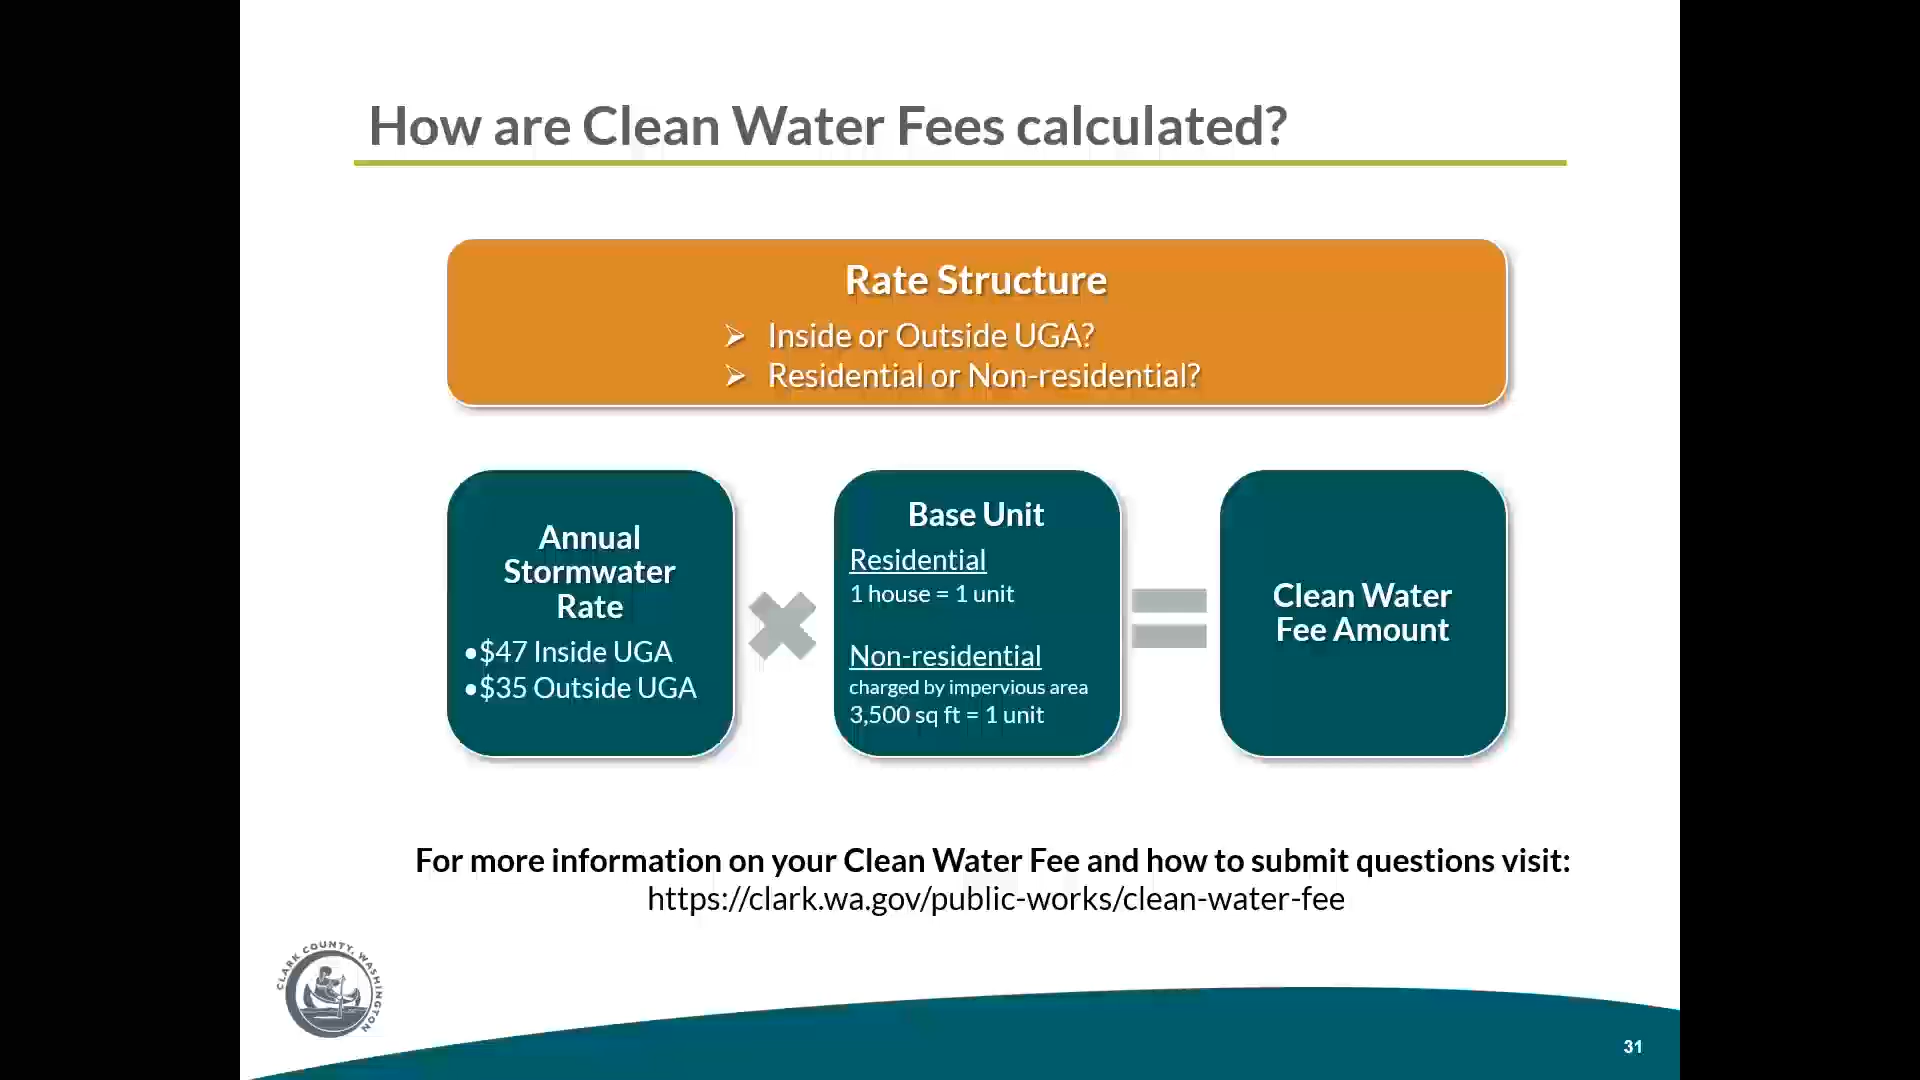 How are Clean Water Fees calculated?
Rate Structure
➢ Inside or Outside UGA?
➢ Residential or Non-residential?
Annual
Stormwater
Rate
•$47 Inside UGA
•$35 Outside UGA
Base Unit
Residential
1 house = 1 unit
Non-residential
charged by impervious area
3,500 sq ft = 1 unit
Clean Water
Fee Amount
For more information on your Clean Water Fee and how to submit questions visit:
https://clark.wa.gov/public-works/clean-water-fee
CLARK COUNTY, WASHINGTON
31